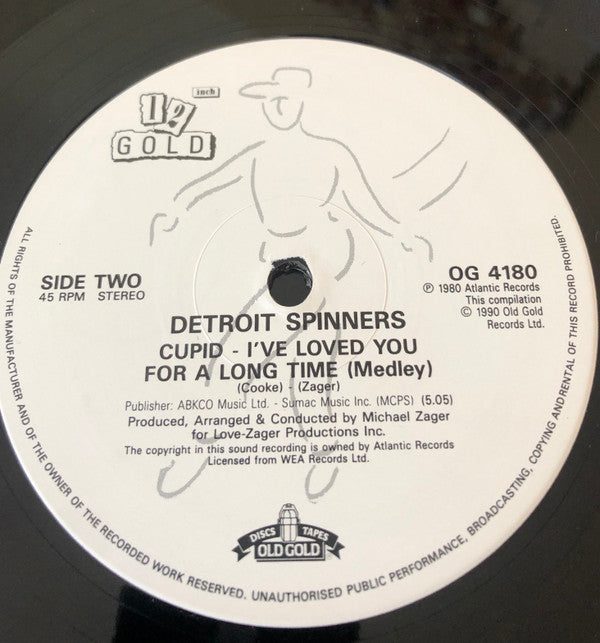 12 inch
GOLD
SIDE TWO
45 RPM STEREO
OG 4180
℗ 1980 Atlantic Records
This compilation
© 1990 Old Gold
Records Ltd.
DETROIT SPINNERS
CUPID - I'VE LOVED YOU
FOR A LONG TIME (Medley)
(Cooke) - (Zager)
Publisher: ABKCO Music Ltd. - Sumac Music Inc. (MCPS) (5.05)
Produced, Arranged & Conducted by Michael Zager
for Love-Zager Productions Inc.
The copyright in this sound recording is owned by Atlantic Records
Licensed from WEA Records Ltd.
DISCS TAPES
OLD GOLD
ALL RIGHTS OF THE MANUFACTURER AND OF THE OWNER OF THE RECORDED WORK RESERVED. UNAUTHORISED PUBLIC PERFORMANCE, BROADCASTING, COPYING AND RENTAL OF THIS RECORD PROHIBITED.